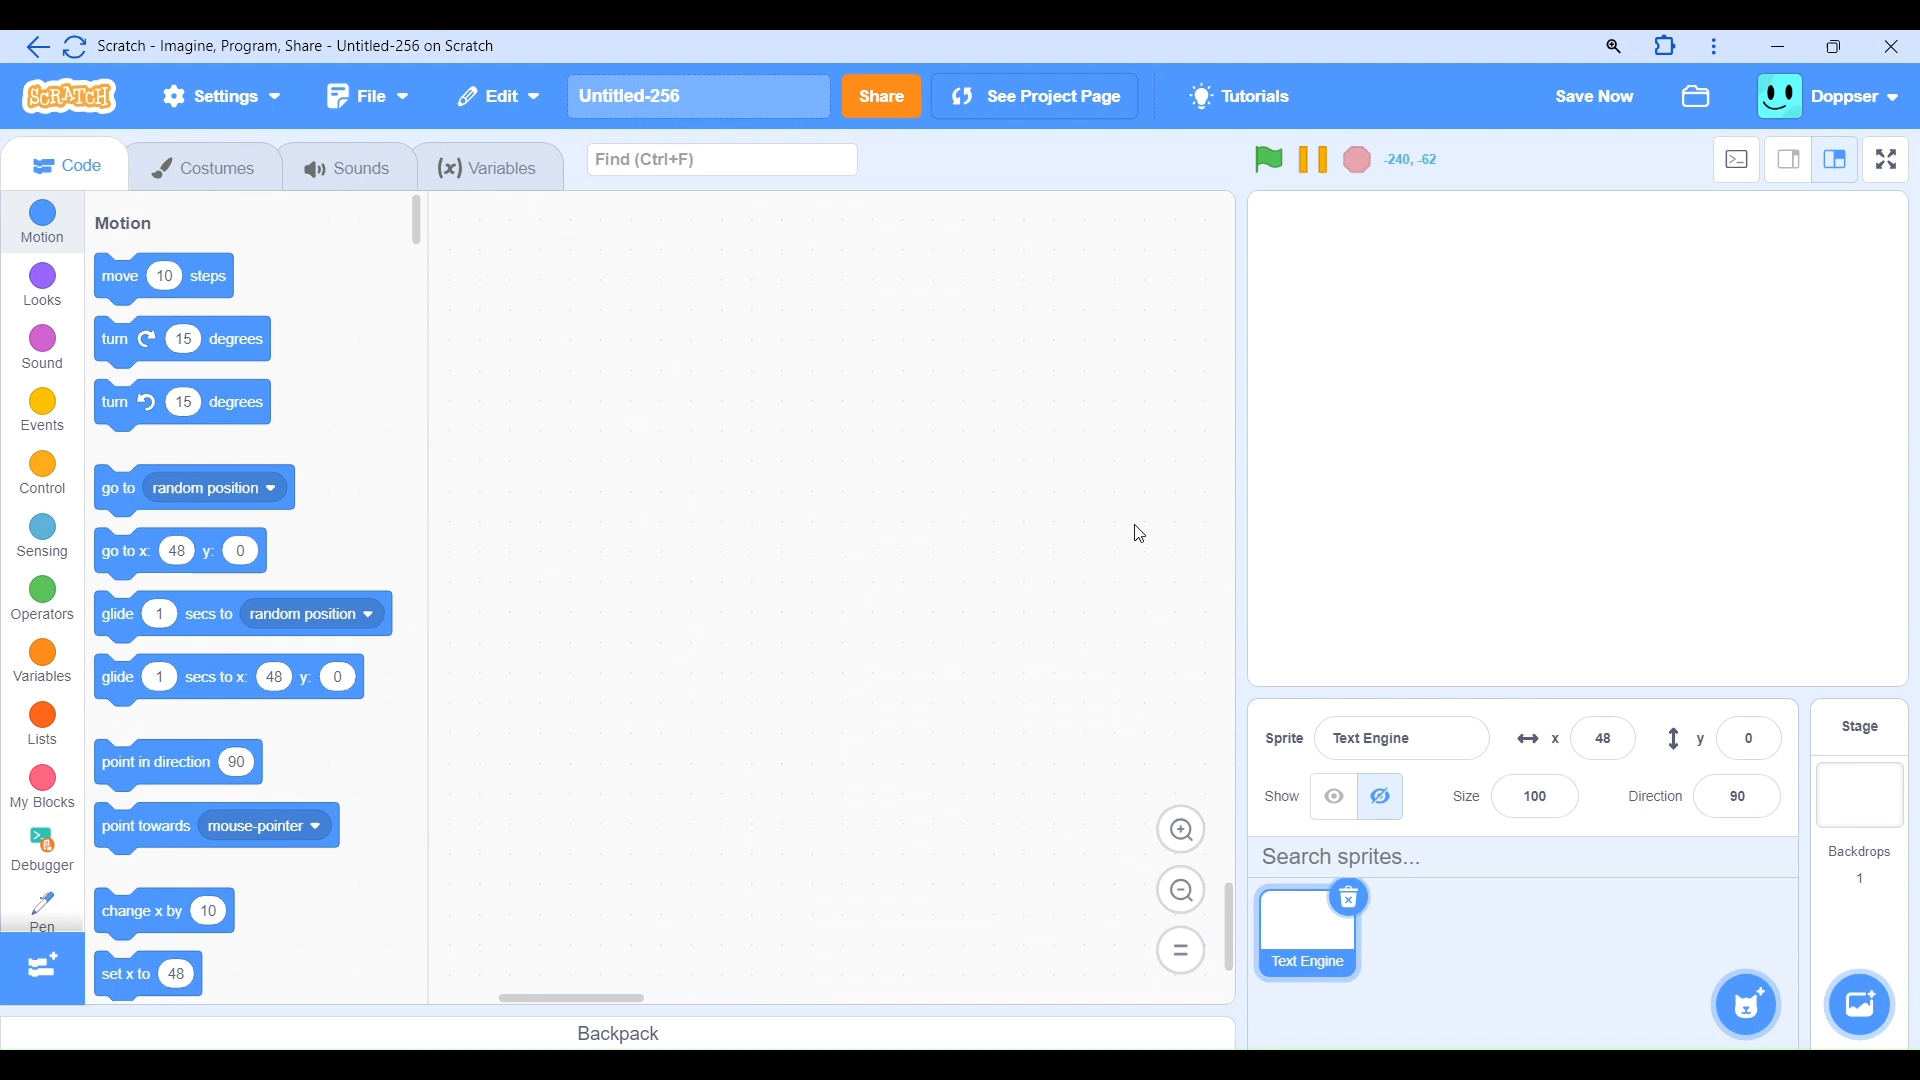 Scratch - Imagine, Program, Share - Untitled-256 on Scratch
SCRATCH Settings File Edit Untitled-256 Share See Project Page Tutorials Save Now Doppser
Code Costumes Sounds (x) Variables Find (Ctrl+F) -240, -62
Motion
Looks
Sound
Events
Control
Sensing
Operators
Variables
Lists
My Blocks
Debugger
Pen
Motion
move 10 steps
turn 15 degrees
turn 15 degrees
go to random position
go to x: 48 y: 0
glide 1 secs to random position
glide 1 secs to x: 48 y: 0
point in direction 90
point towards mouse-pointer
change x by 10
set x to 48
Backpack
Sprite Text Engine x 48 y 0
Show Size 100 Direction 90
Search sprites...
Text Engine
Stage
Backdrops
1